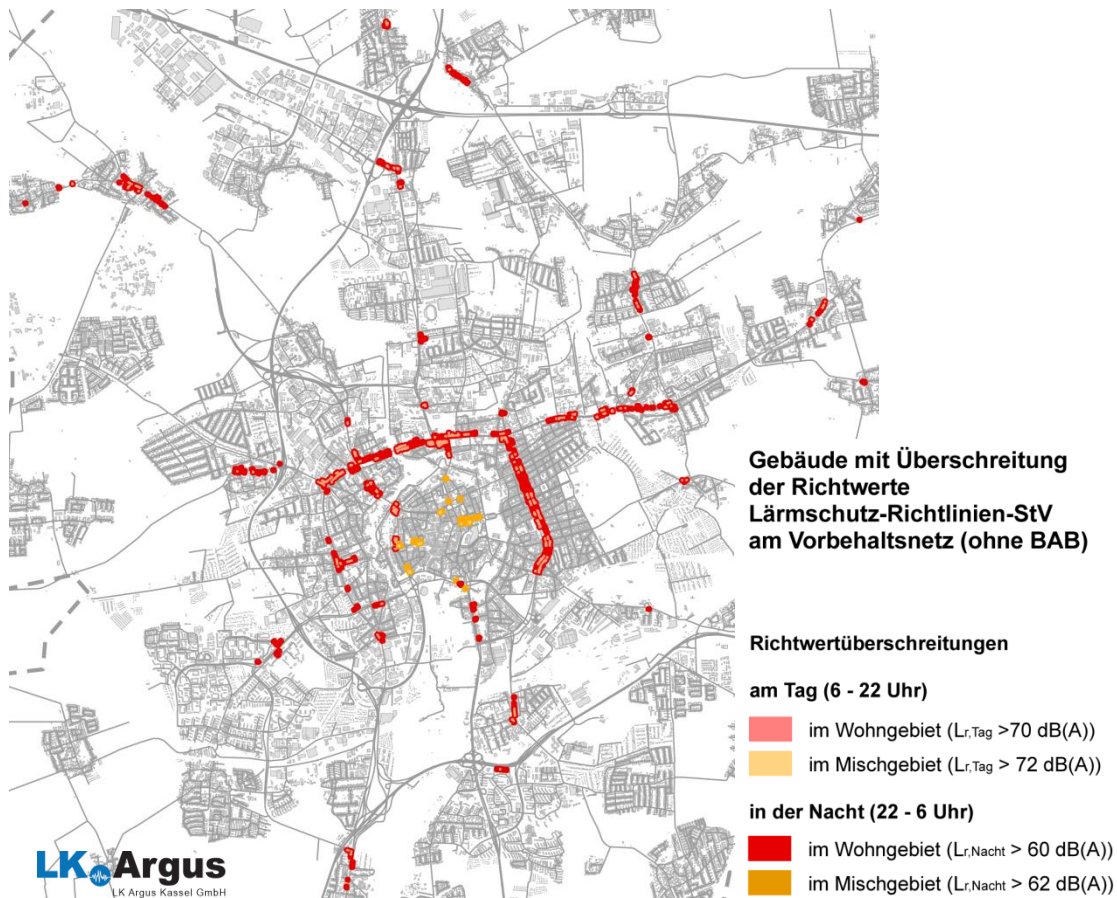 Gebäude mit Überschreitung
der Richtwerte
Lärmschutz-Richtlinien-StV
am Vorbehaltsnetz (ohne BAB)
Richtwertüberschreitungen
am Tag (6 - 22 Uhr)
im Wohngebiet (Lr,Tag >70 dB(A))
im Mischgebiet (Lr,Tag > 72 dB(A))
in der Nacht (22 - 6 Uhr)
im Wohngebiet (Lr,Nacht > 60 dB(A))
im Mischgebiet (Lr,Nacht > 62 dB(A))
LK Argus
LK Argus Kassel GmbH